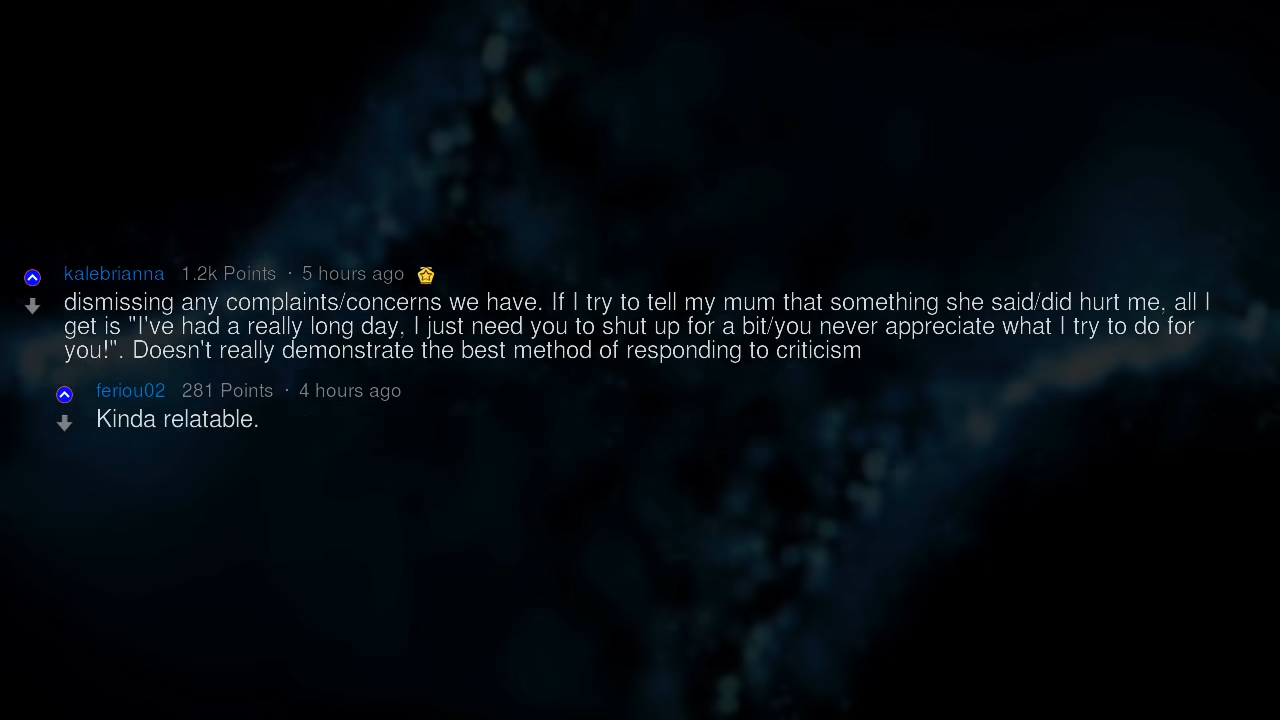 kalebrianna 1.2k Points · 5 hours ago
dismissing any complaints/concerns we have. If I try to tell my mum that something she said/did hurt me, all I
get is "I've had a really long day, I just need you to shut up for a bit/you never appreciate what I try to do for
you!". Doesn't really demonstrate the best method of responding to criticism
feriou02 281 Points · 4 hours ago
Kinda relatable.